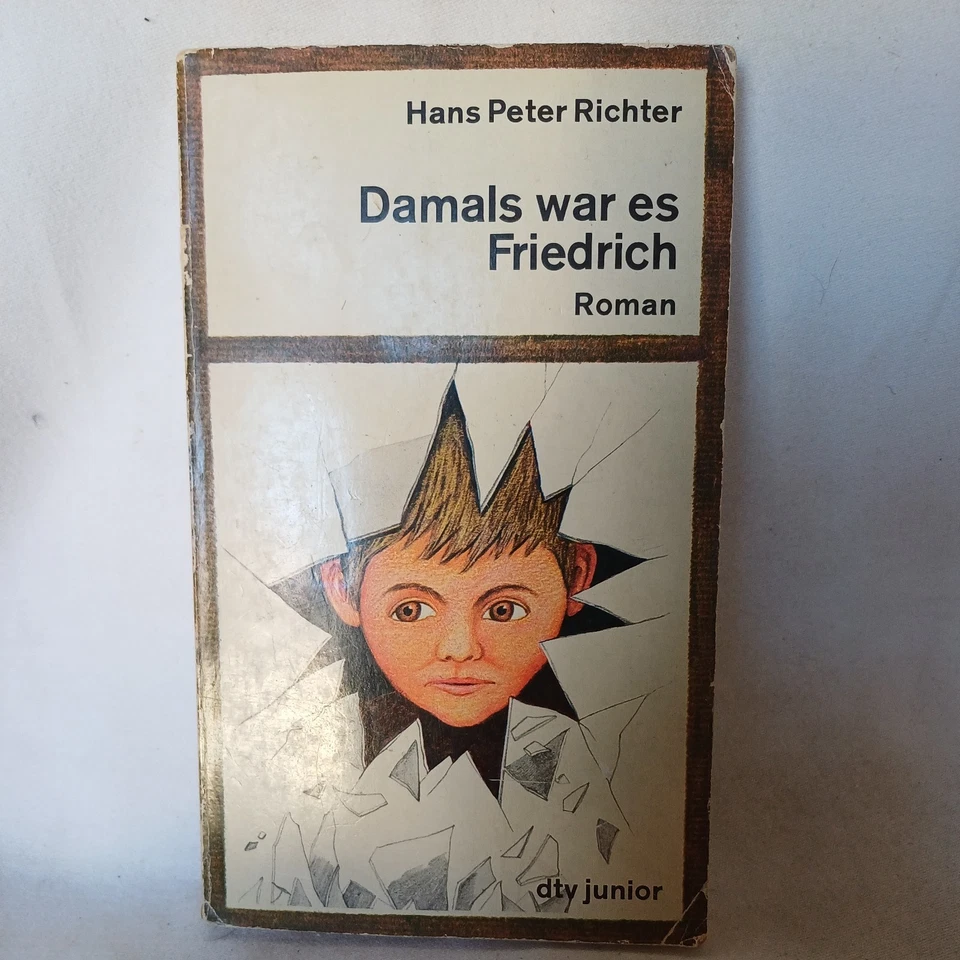 Hans Peter Richter
Damals war es
Friedrich
Roman
dtv junior